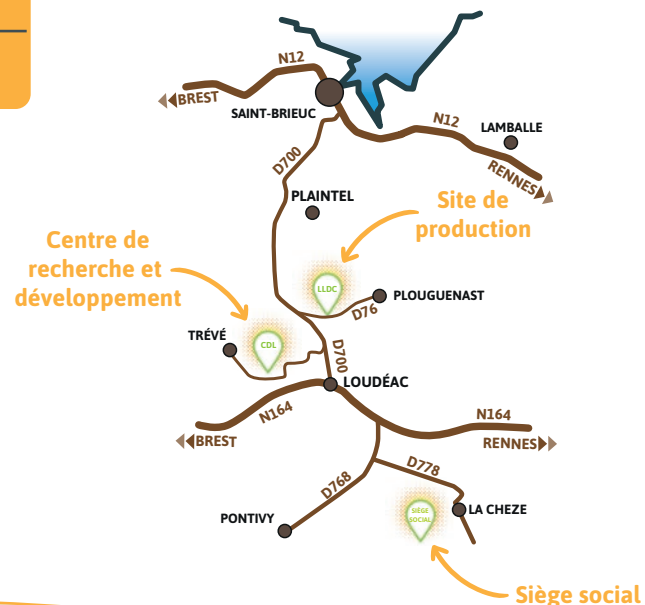 N12
BREST
SAINT-BRIEUC
N12
LAMBALLE
RENNES
D700
PLAINTEL
Site de
production
Centre de
recherche et
développement
LLDC
PLOUGUENAST
D76
TRÉVÉ
CDL
D700
LOUDÉAC
N164
BREST
N164
RENNES
D768
D778
PONTIVY
SIÈGE
SOCIAL
LA CHEZE
Siège social